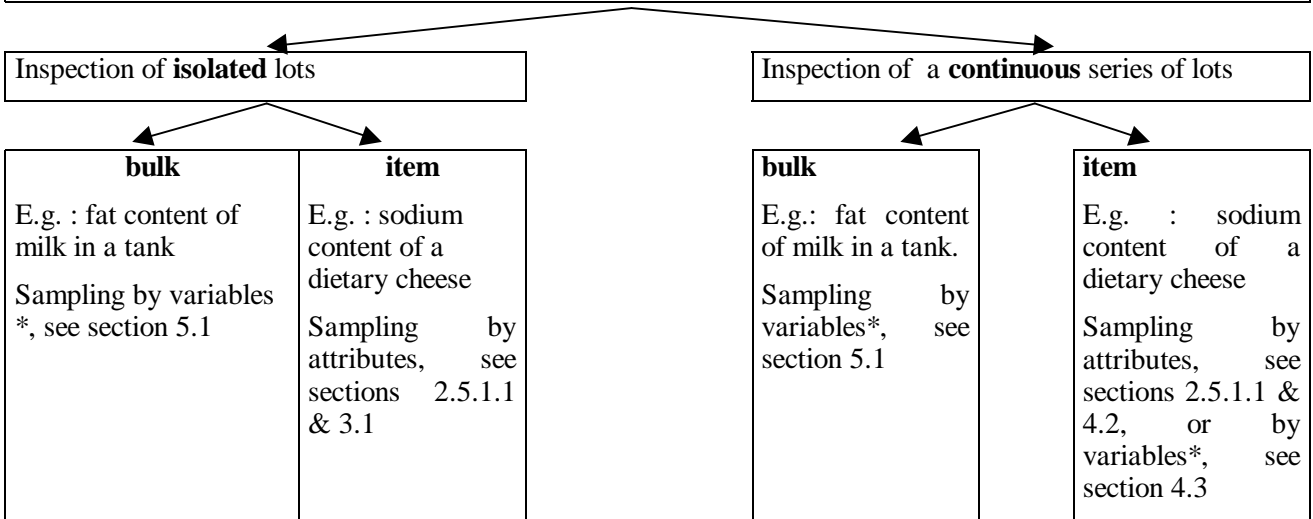 Inspection of isolated lots
Inspection of a continuous series of lots
bulk
E.g. : fat content of
milk in a tank
Sampling by variables
*, see section 5.1
item
E.g. : sodium
content of a
dietary cheese
Sampling by
attributes, see
sections 2.5.1.1
& 3.1
bulk
E.g.: fat content
of milk in a tank.
Sampling by
variables*, see
section 5.1
item
E.g. : sodium
content of a
dietary cheese
Sampling by
attributes, see
sections 2.5.1.1 &
4.2, or by
variables*, see
section 4.3